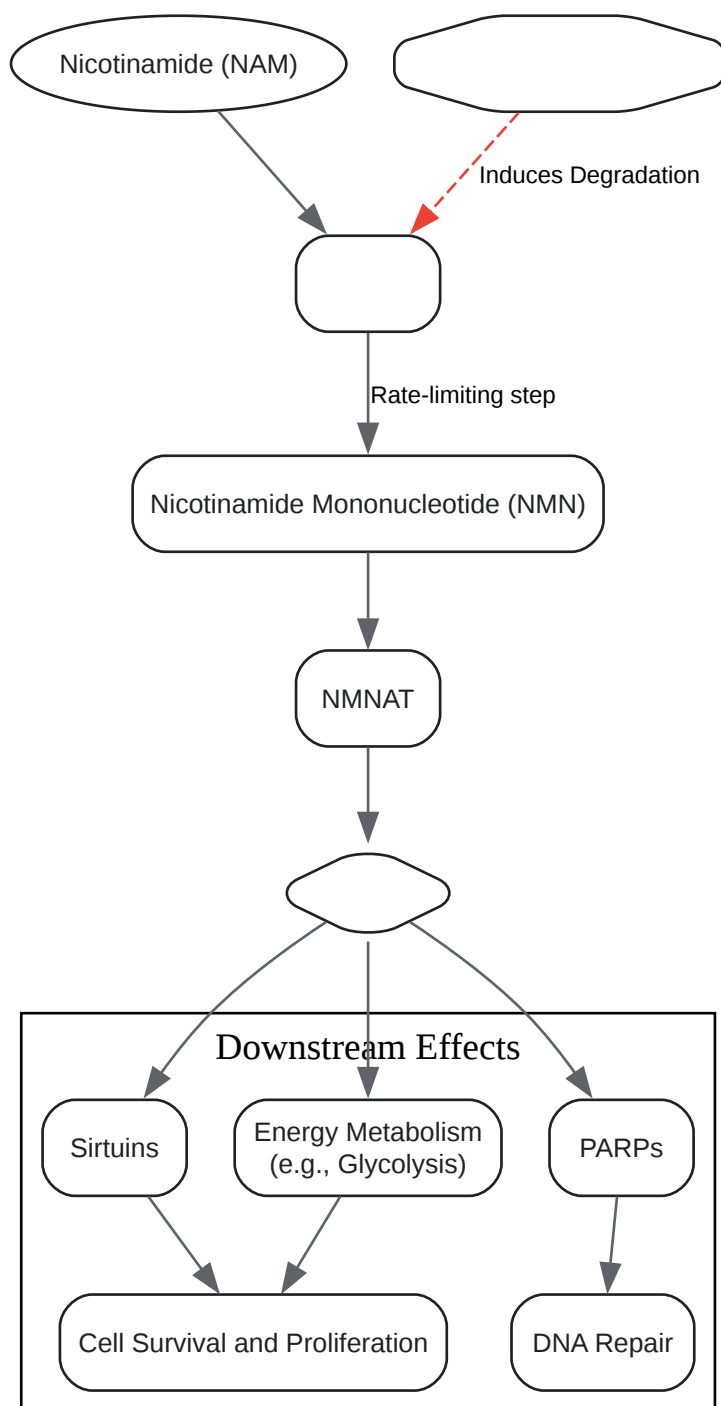 Nicotinamide (NAM)
Induces Degradation
Rate-limiting step
Nicotinamide Mononucleotide (NMN)
NMNAT
Downstream Effects
Sirtuins
Energy Metabolism
(e.g., Glycolysis)
PARPs
Cell Survival and Proliferation
DNA Repair